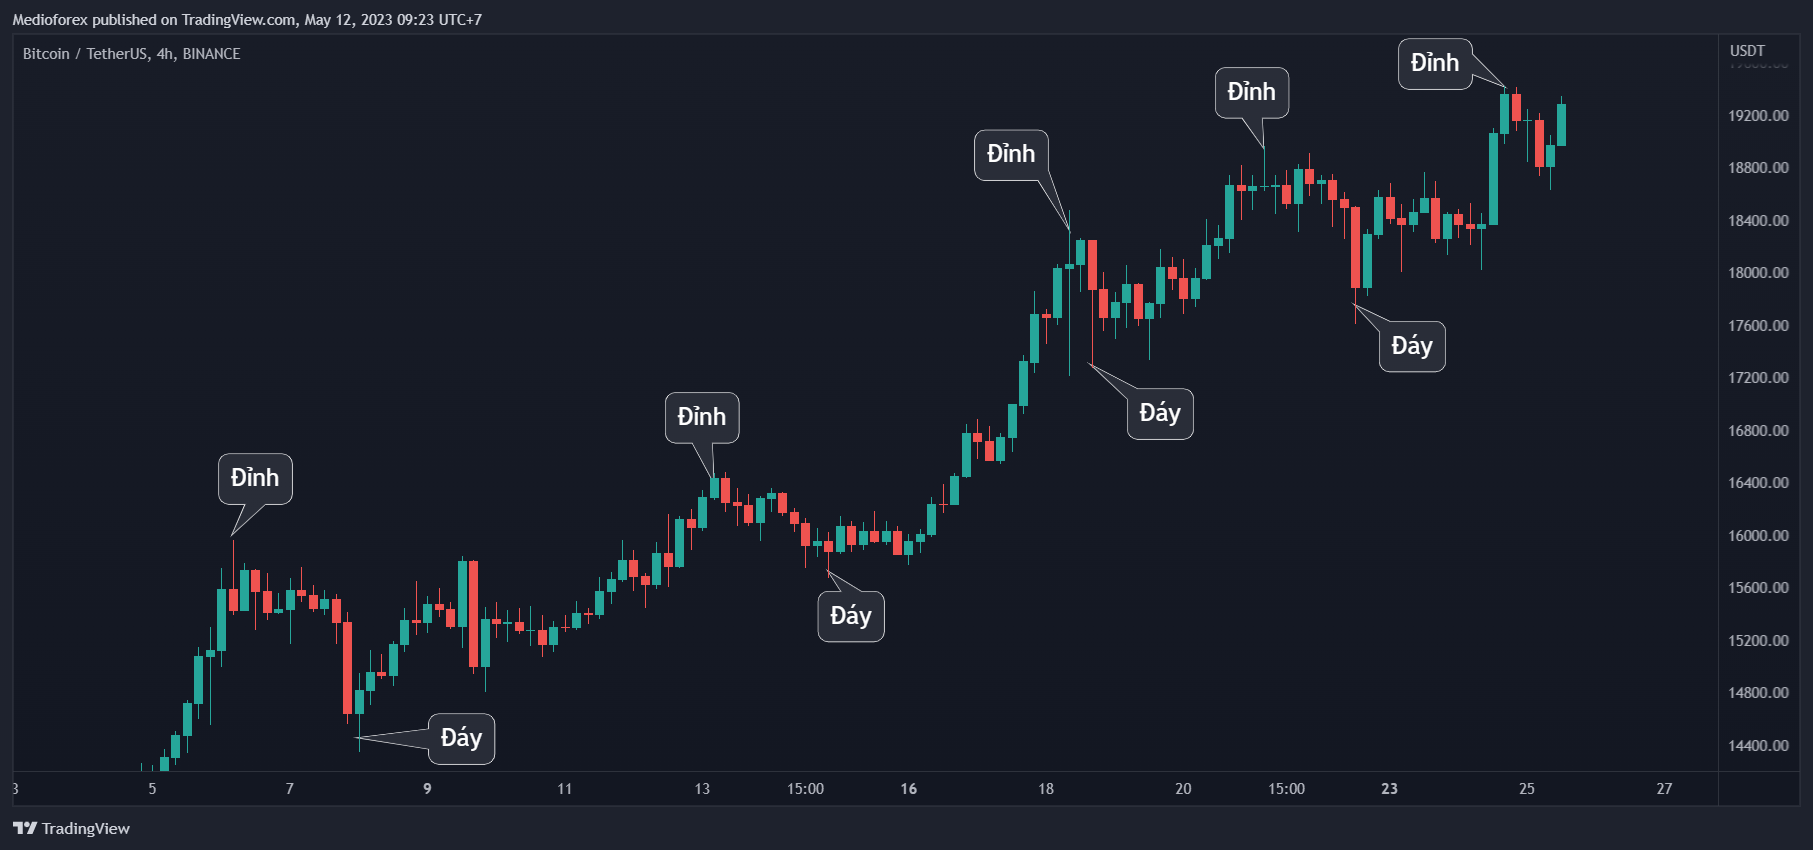 Medioforex published on TradingView.com, May 12, 2023 09:23 UTC+7
Bitcoin / TetherUS, 4h, BINANCE
USDT
Đỉnh
Đỉnh
19200.00
Đỉnh
18800.00
18400.00
18000.00
17600.00
Đáy
17200.00
Đáy
Đỉnh
16800.00
Đỉnh
16400.00
16000.00
15600.00
Đáy
15200.00
14800.00
Đáy
14400.00
3 5 7 9 11 13 15:00 16 18 20 15:00 23 25 27
TradingView